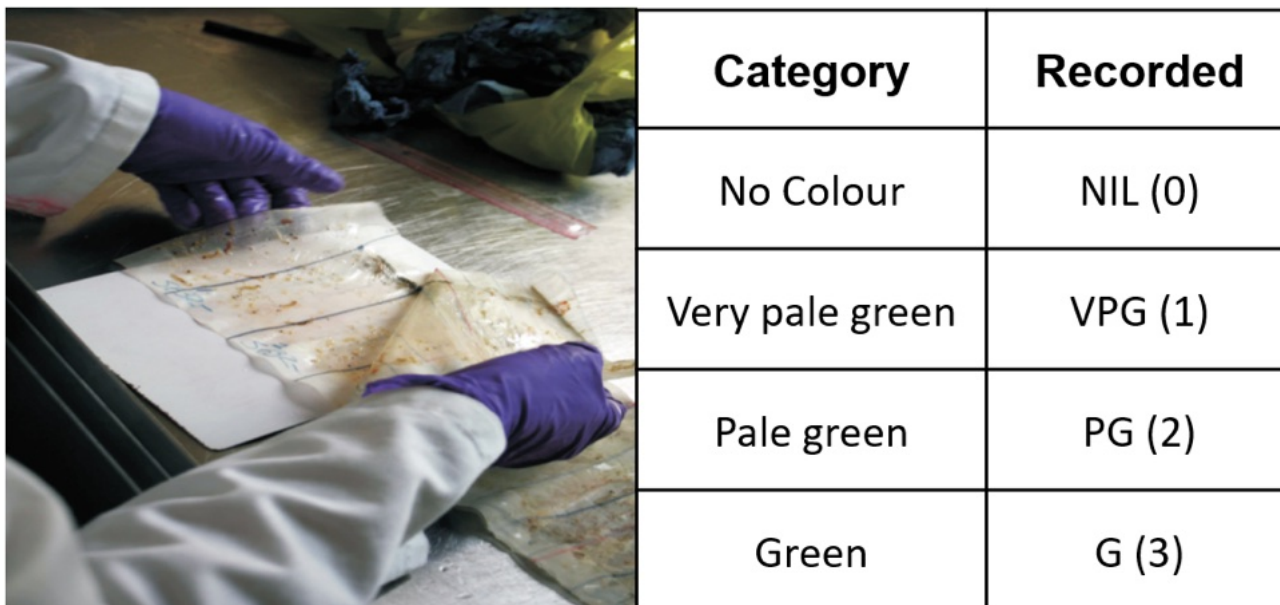 Category Recorded
No Colour NIL (0)
Very pale green VPG (1)
Pale green PG (2)
Green G (3)